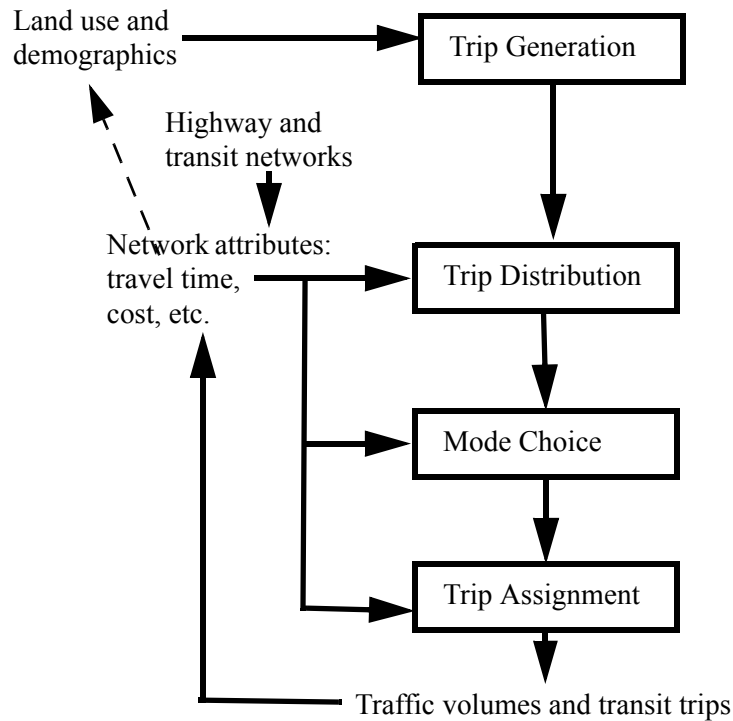 Land use and
demographics
Trip Generation
Highway and
transit networks
Network attributes:
travel time,
cost, etc.
Trip Distribution
Mode Choice
Trip Assignment
Traffic volumes and transit trips